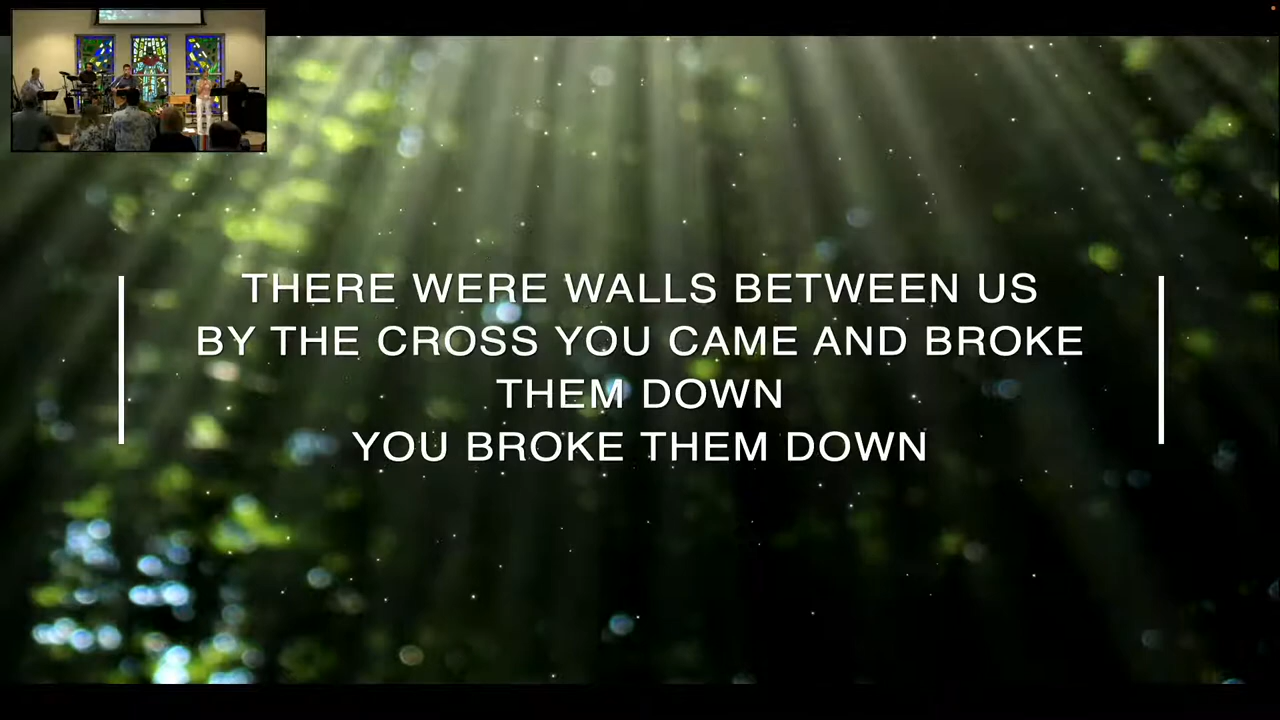 THERE WERE WALLS BETWEEN US
BY THE CROSS YOU CAME AND BROKE
THEM DOWN
YOU BROKE THEM DOWN